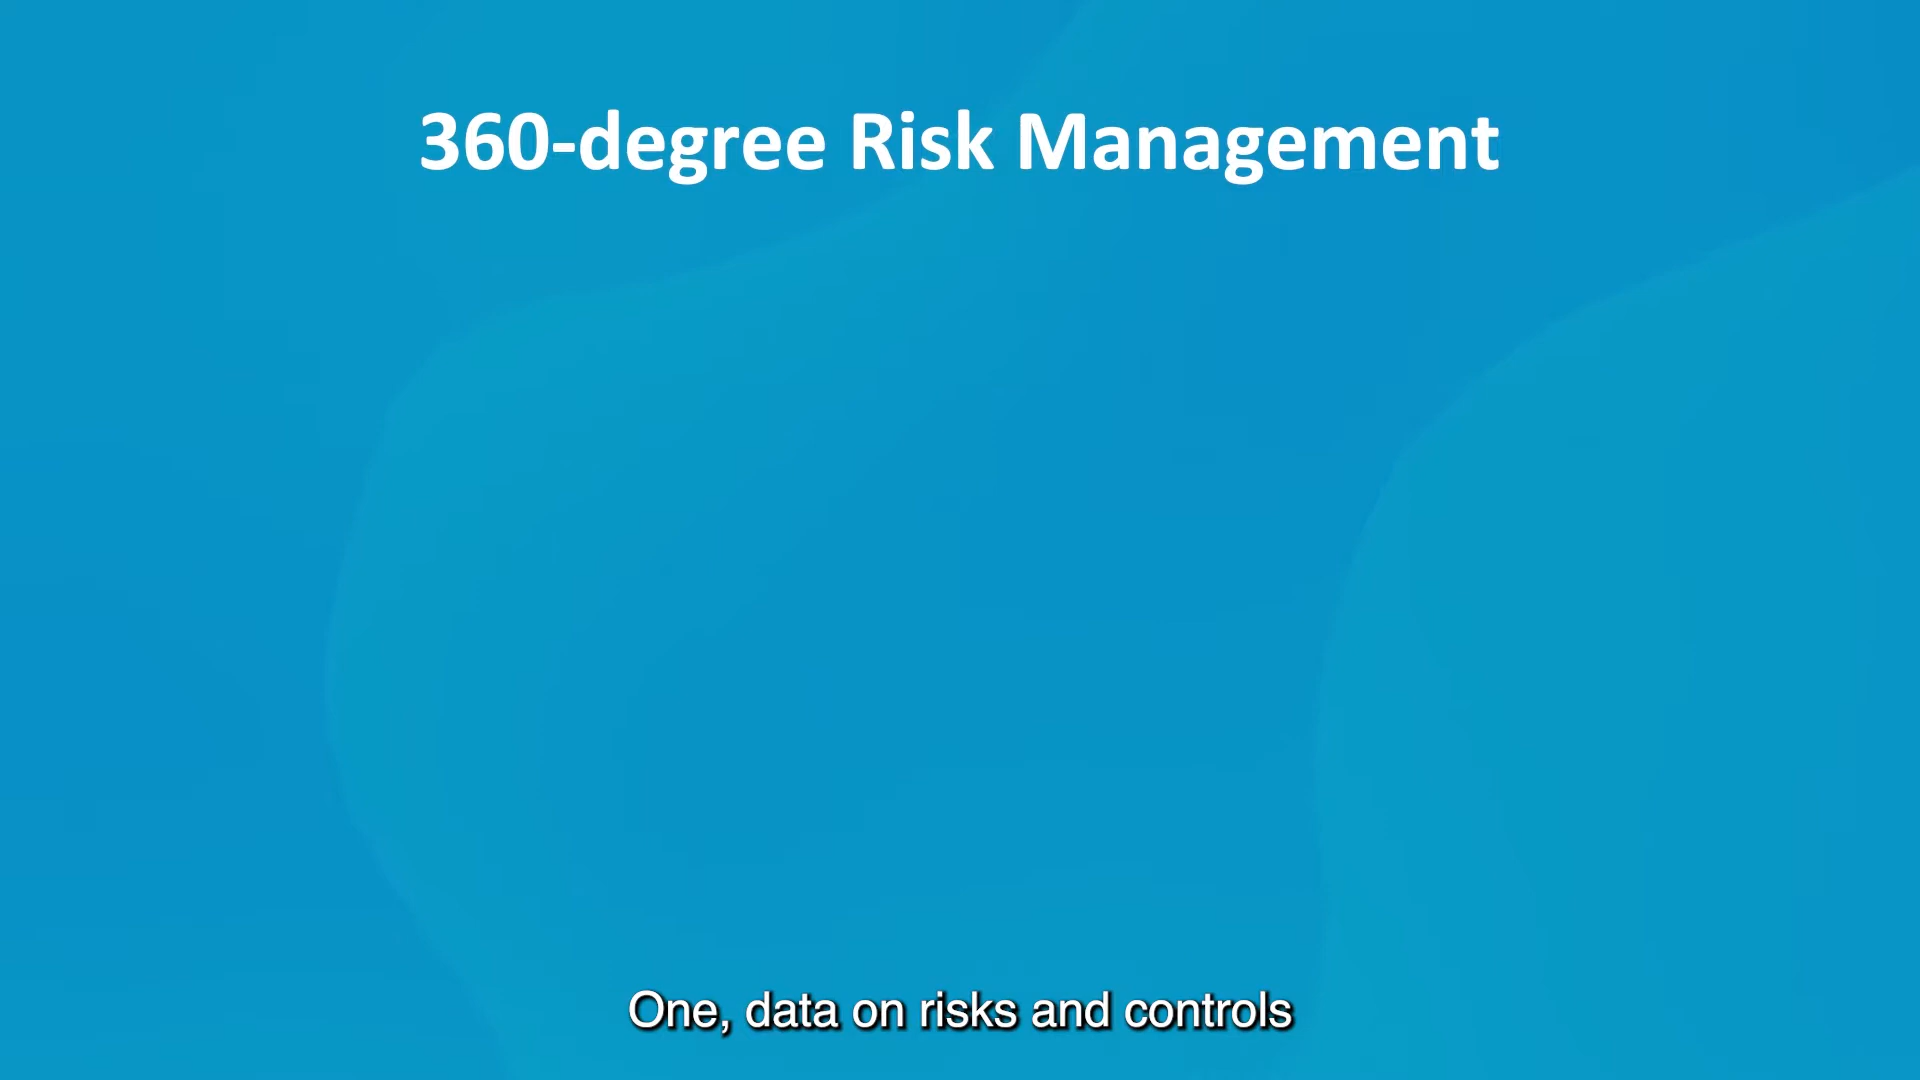 360-degree Risk Management
One, data on risks and controls